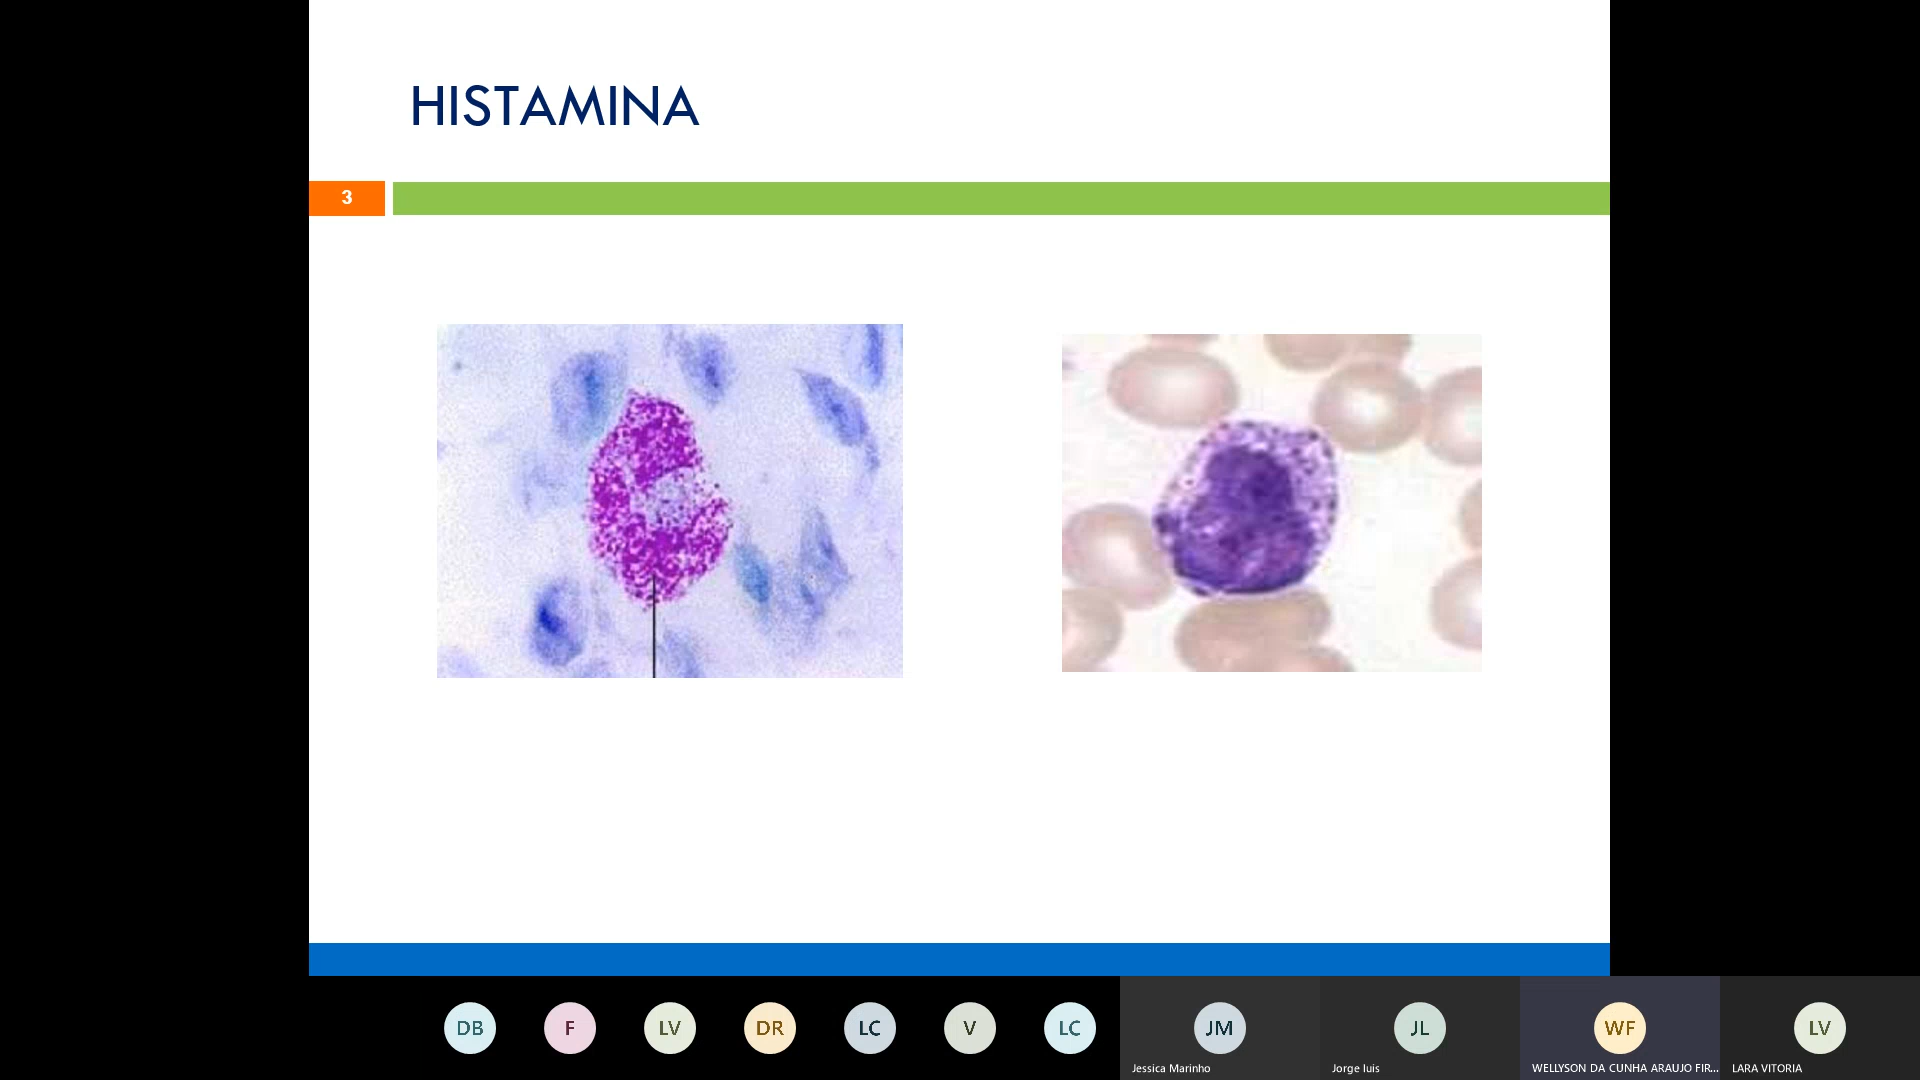 HISTAMINA
3
DB
F
LV
DR
LC
V
LC
JM
Jessica Marinho
JL
Jorge luis
WF
WELLYSON DA CUNHA ARAUJO FIR...
LV
LARA VITORIA